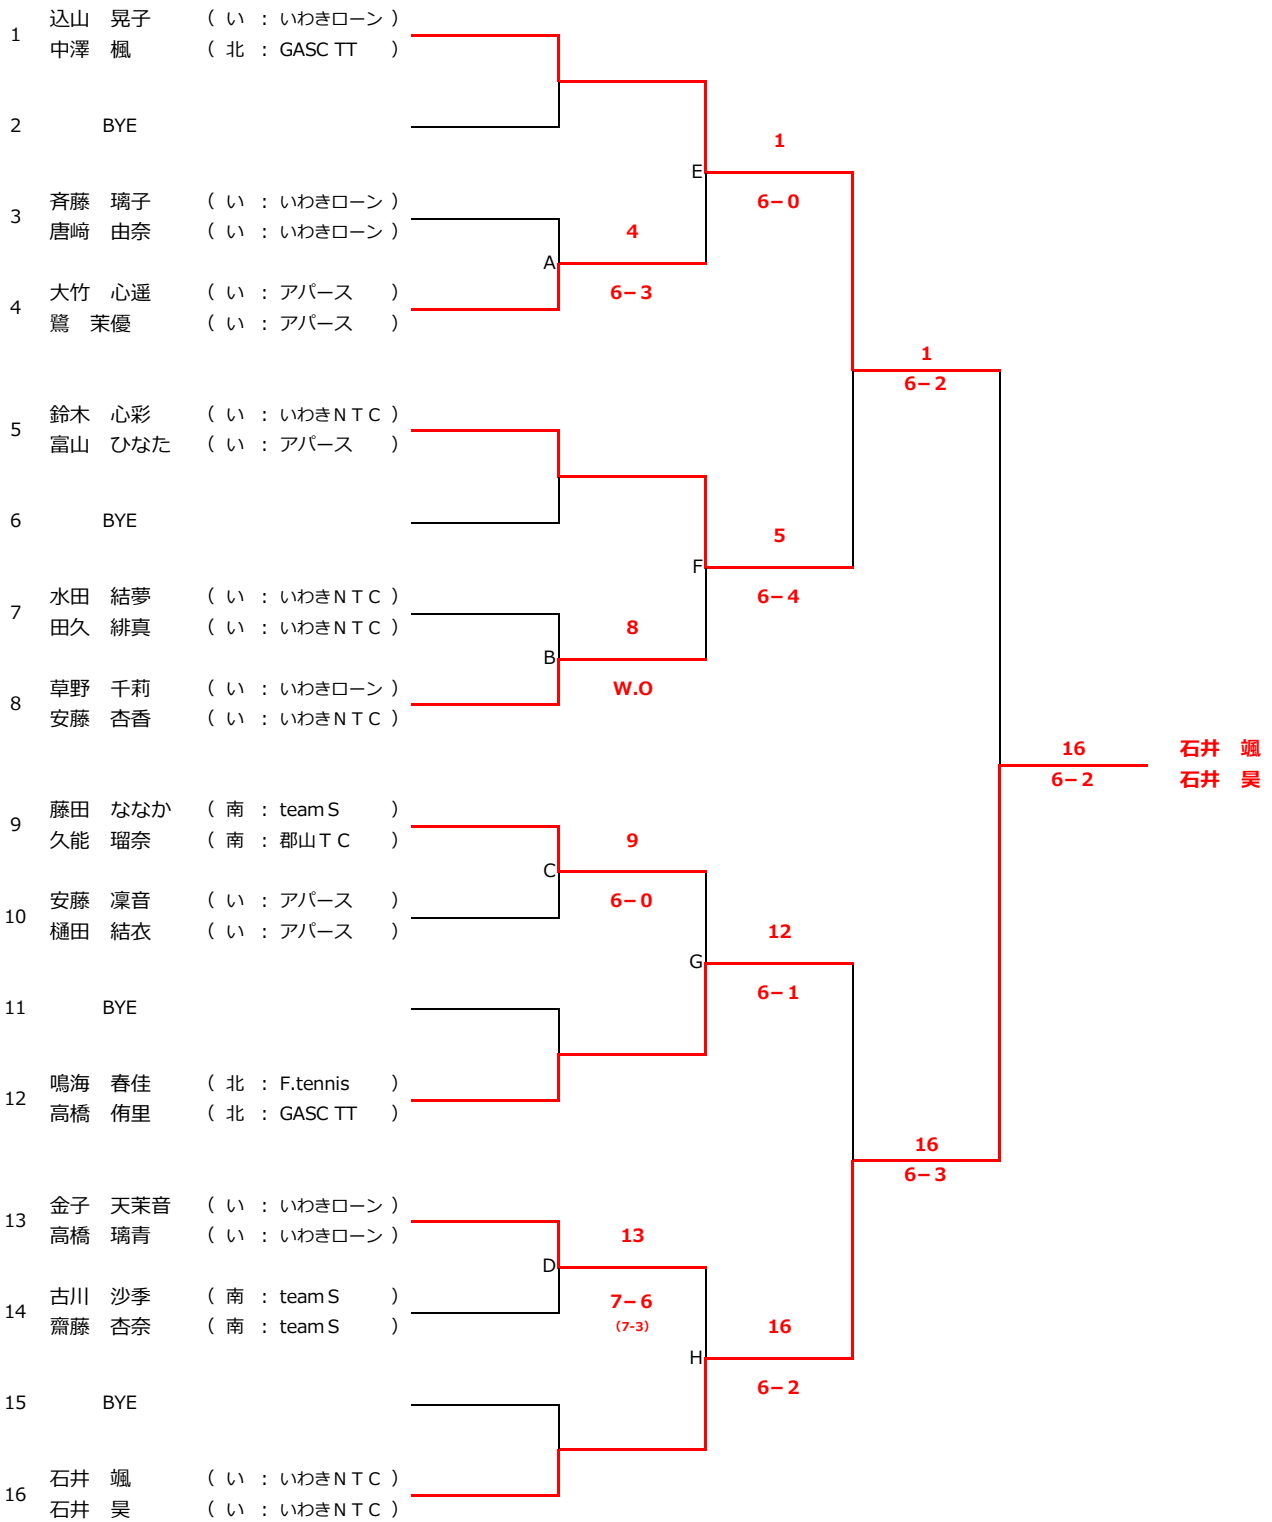 込山　晃子　（ い ： いわきローン ）
1
中澤　楓　（ 北 ： GASC TT ）
2　BYE
1
E
6−0
斉藤　璃子　（ い ： いわきローン ）
3
唐﨑　由奈　（ い ： いわきローン ）
4
A
6−3
大竹　心遥　（ い ： アパース ）
4
鷺　茉優　（ い ： アパース ）
1
6−2
鈴木　心彩　（ い ： いわきＮＴＣ ）
5
富山　ひなた　（ い ： アパース ）
6　BYE
5
F
6−4
水田　結夢　（ い ： いわきＮＴＣ ）
7
田久　緋真　（ い ： いわきＮＴＣ ）
8
B
W.O
草野　千莉　（ い ： いわきローン ）
8
安藤　杏香　（ い ： いわきＮＴＣ ）
16　石井　颯
6−2　石井　昊
藤田　ななか　（ 南 ： team S ）
9
久能　瑠奈　（ 南 ： 郡山ＴＣ ）
9
C
6−0
安藤　凜音　（ い ： アパース ）
10
樋田　結衣　（ い ： アパース ）
12
G
6−1
11　BYE
鳴海　春佳　（ 北 ： F.tennis ）
12
高橋　侑里　（ 北 ： GASC TT ）
16
6−3
金子　天茉音　（ い ： いわきローン ）
13
高橋　璃青　（ い ： いわきローン ）
13
D
7−6
（7-3）
古川　沙季　（ 南 ： team S ）
14
齋藤　杏奈　（ 南 ： team S ）
16
H
6−2
15　BYE
石井　颯　（ い ： いわきＮＴＣ ）
16
石井　昊　（ い ： いわきＮＴＣ ）